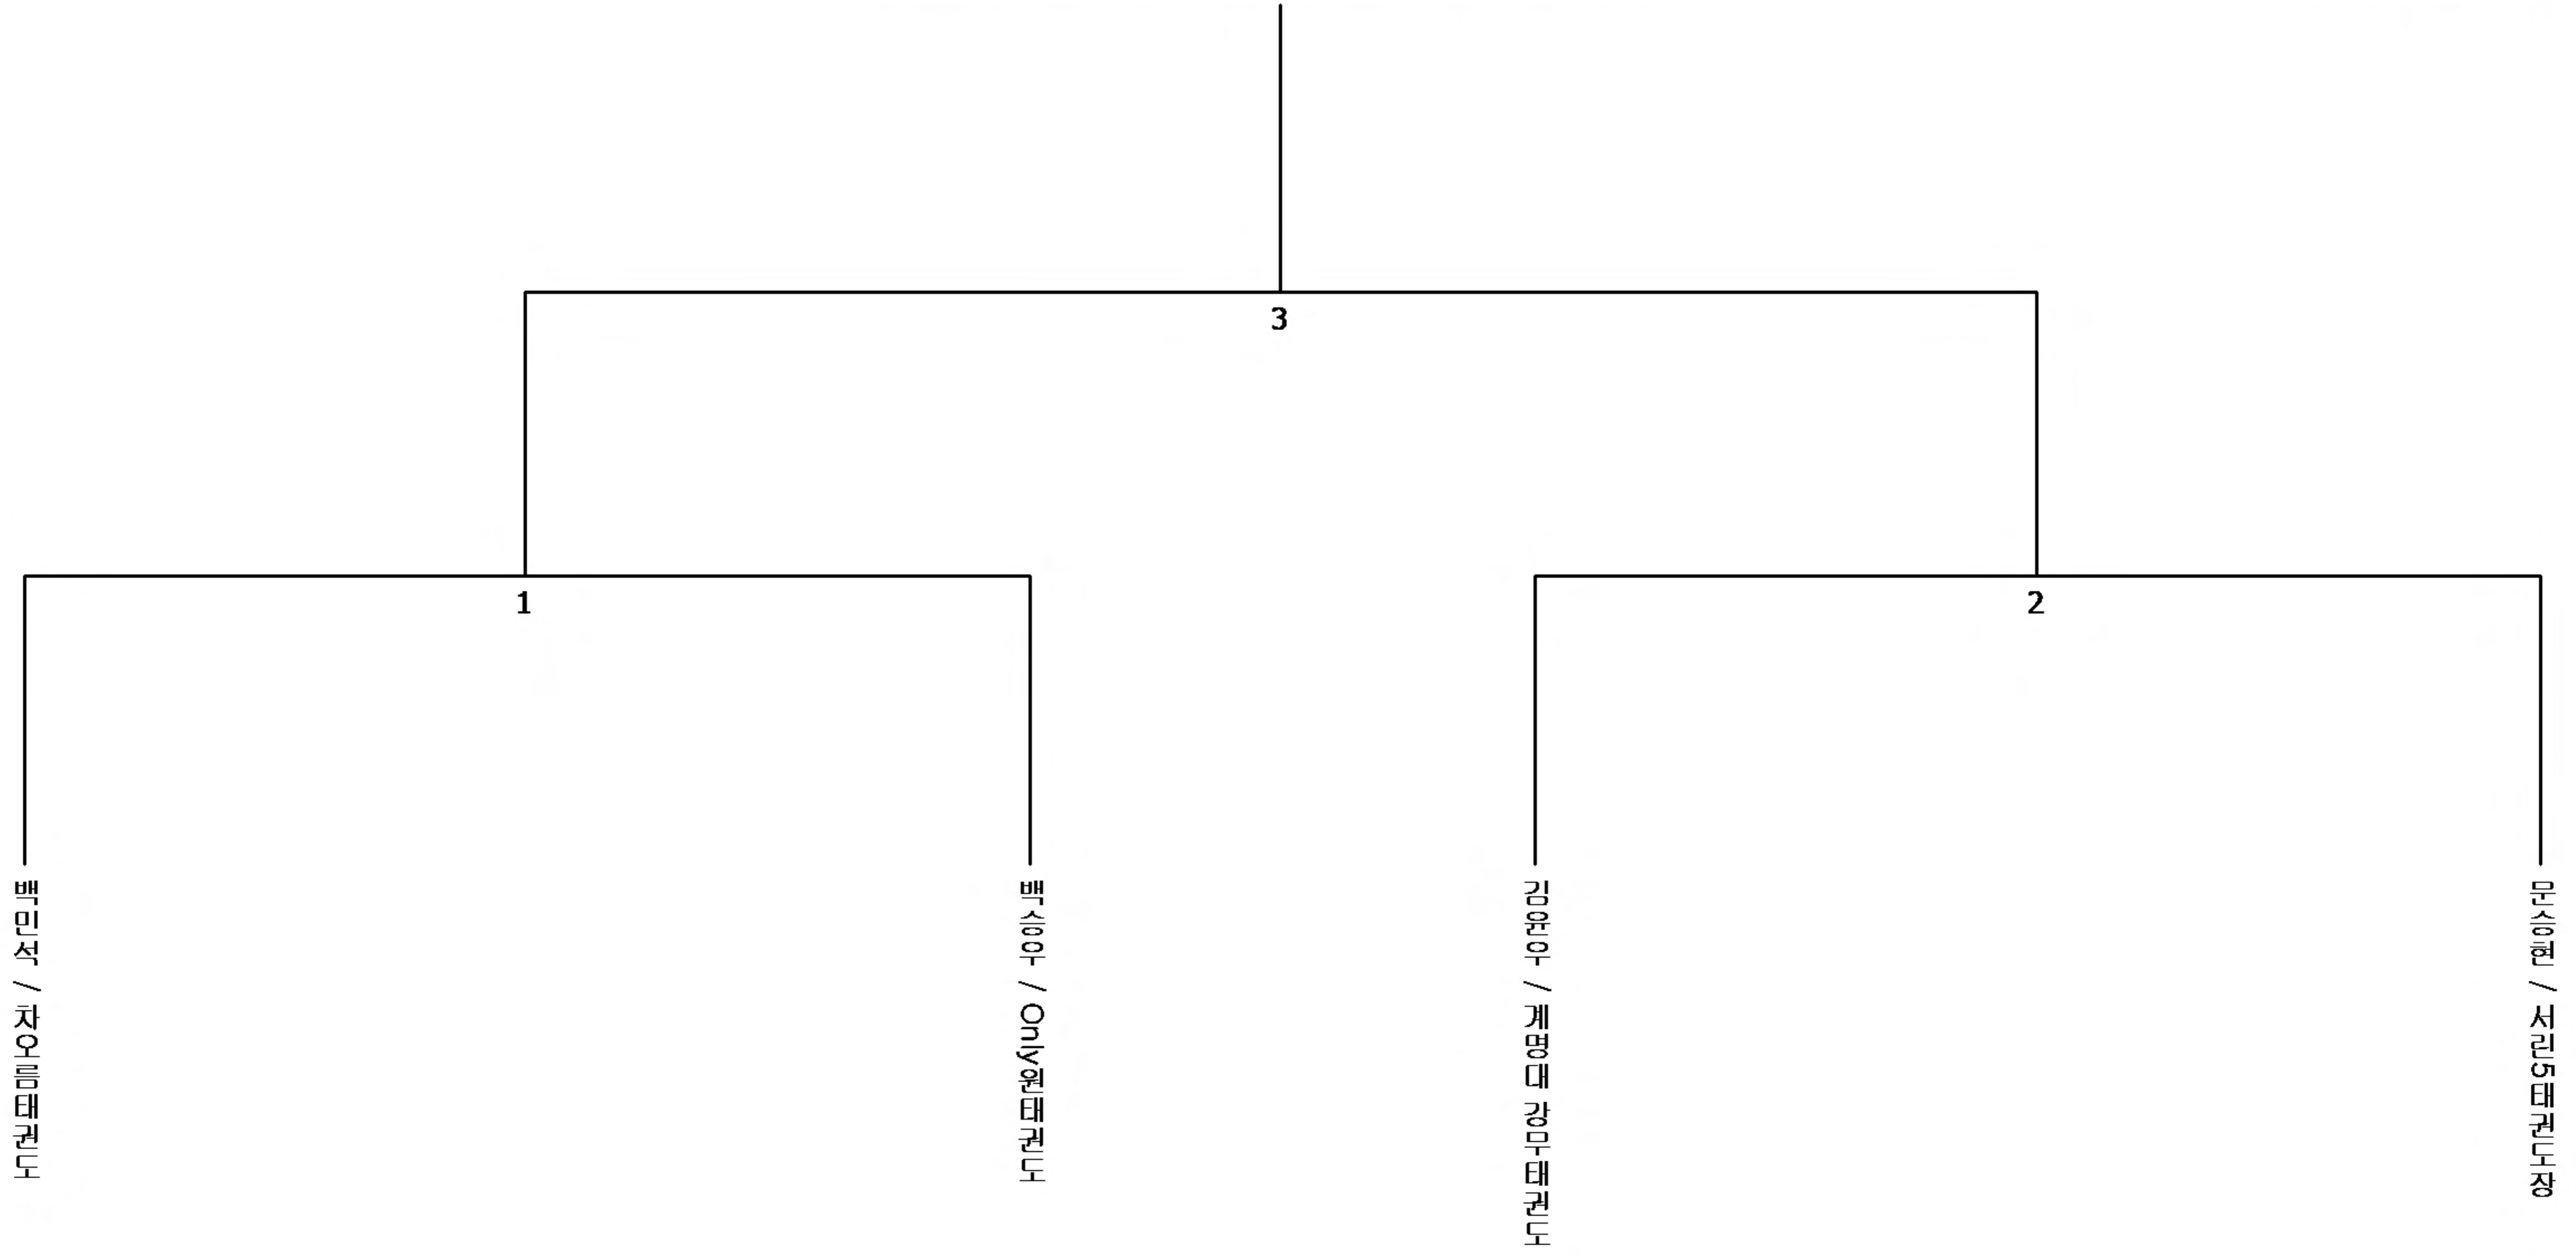 3
1
2
백민석 / 차오름태권도
백승우 / Only원태권도
김윤우 / 계명대 강무태권도
문승현 / 서린5태권도장